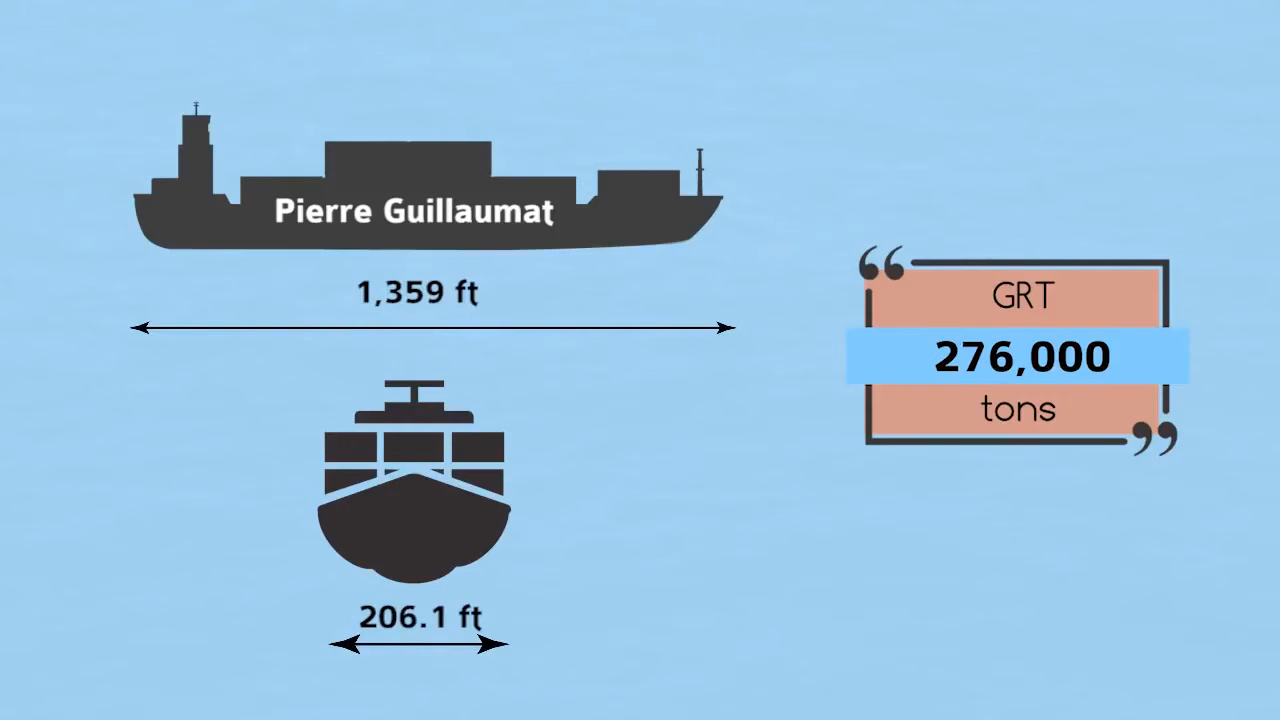 Pierre Guillaumat
1,359 ft
GRT
276,000
tons
206.1 ft